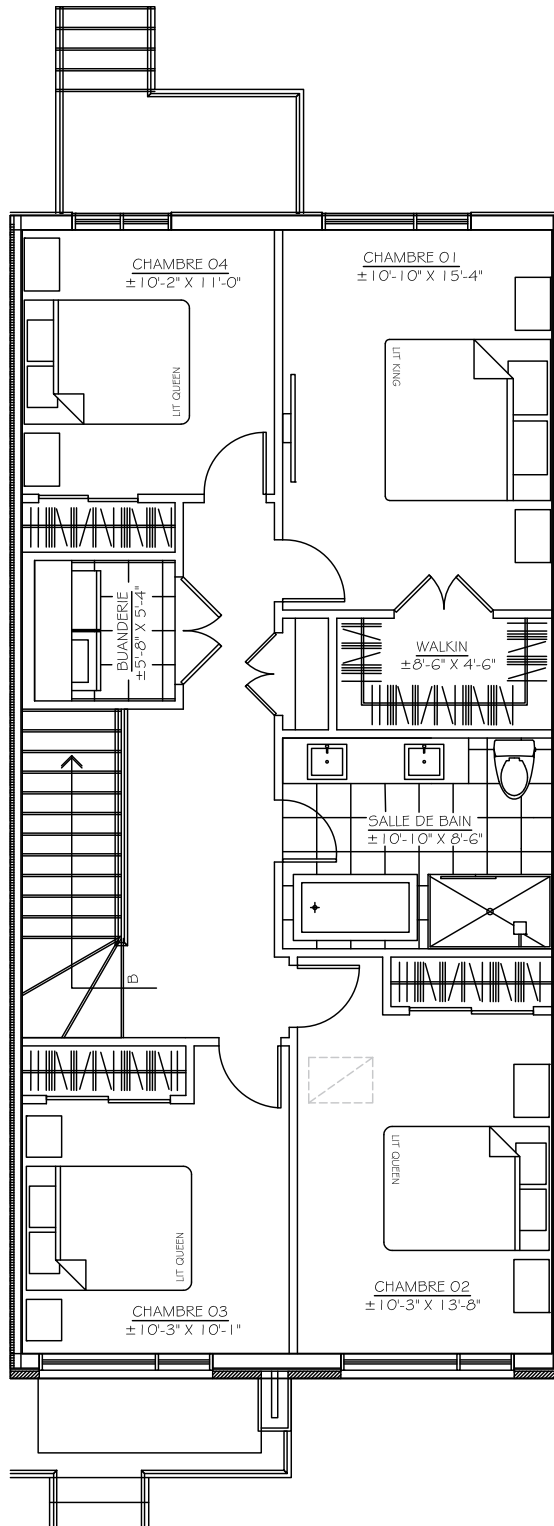 CHAMBRE 04
±10'-2" X 11'-0"
CHAMBRE 01
±10'-10" X 15'-4"
LIT QUEEN
LIT KING
BUANDERIE
±5'-8" X 5'-4"
WALKIN
±8'-6" X 4'-6"
SALLE DE BAIN
±10'-10" X 8'-6"
B
LIT QUEEN
LIT QUEEN
CHAMBRE 02
±10'-3" X 13'-8"
CHAMBRE 03
±10'-3" X 10'-1"